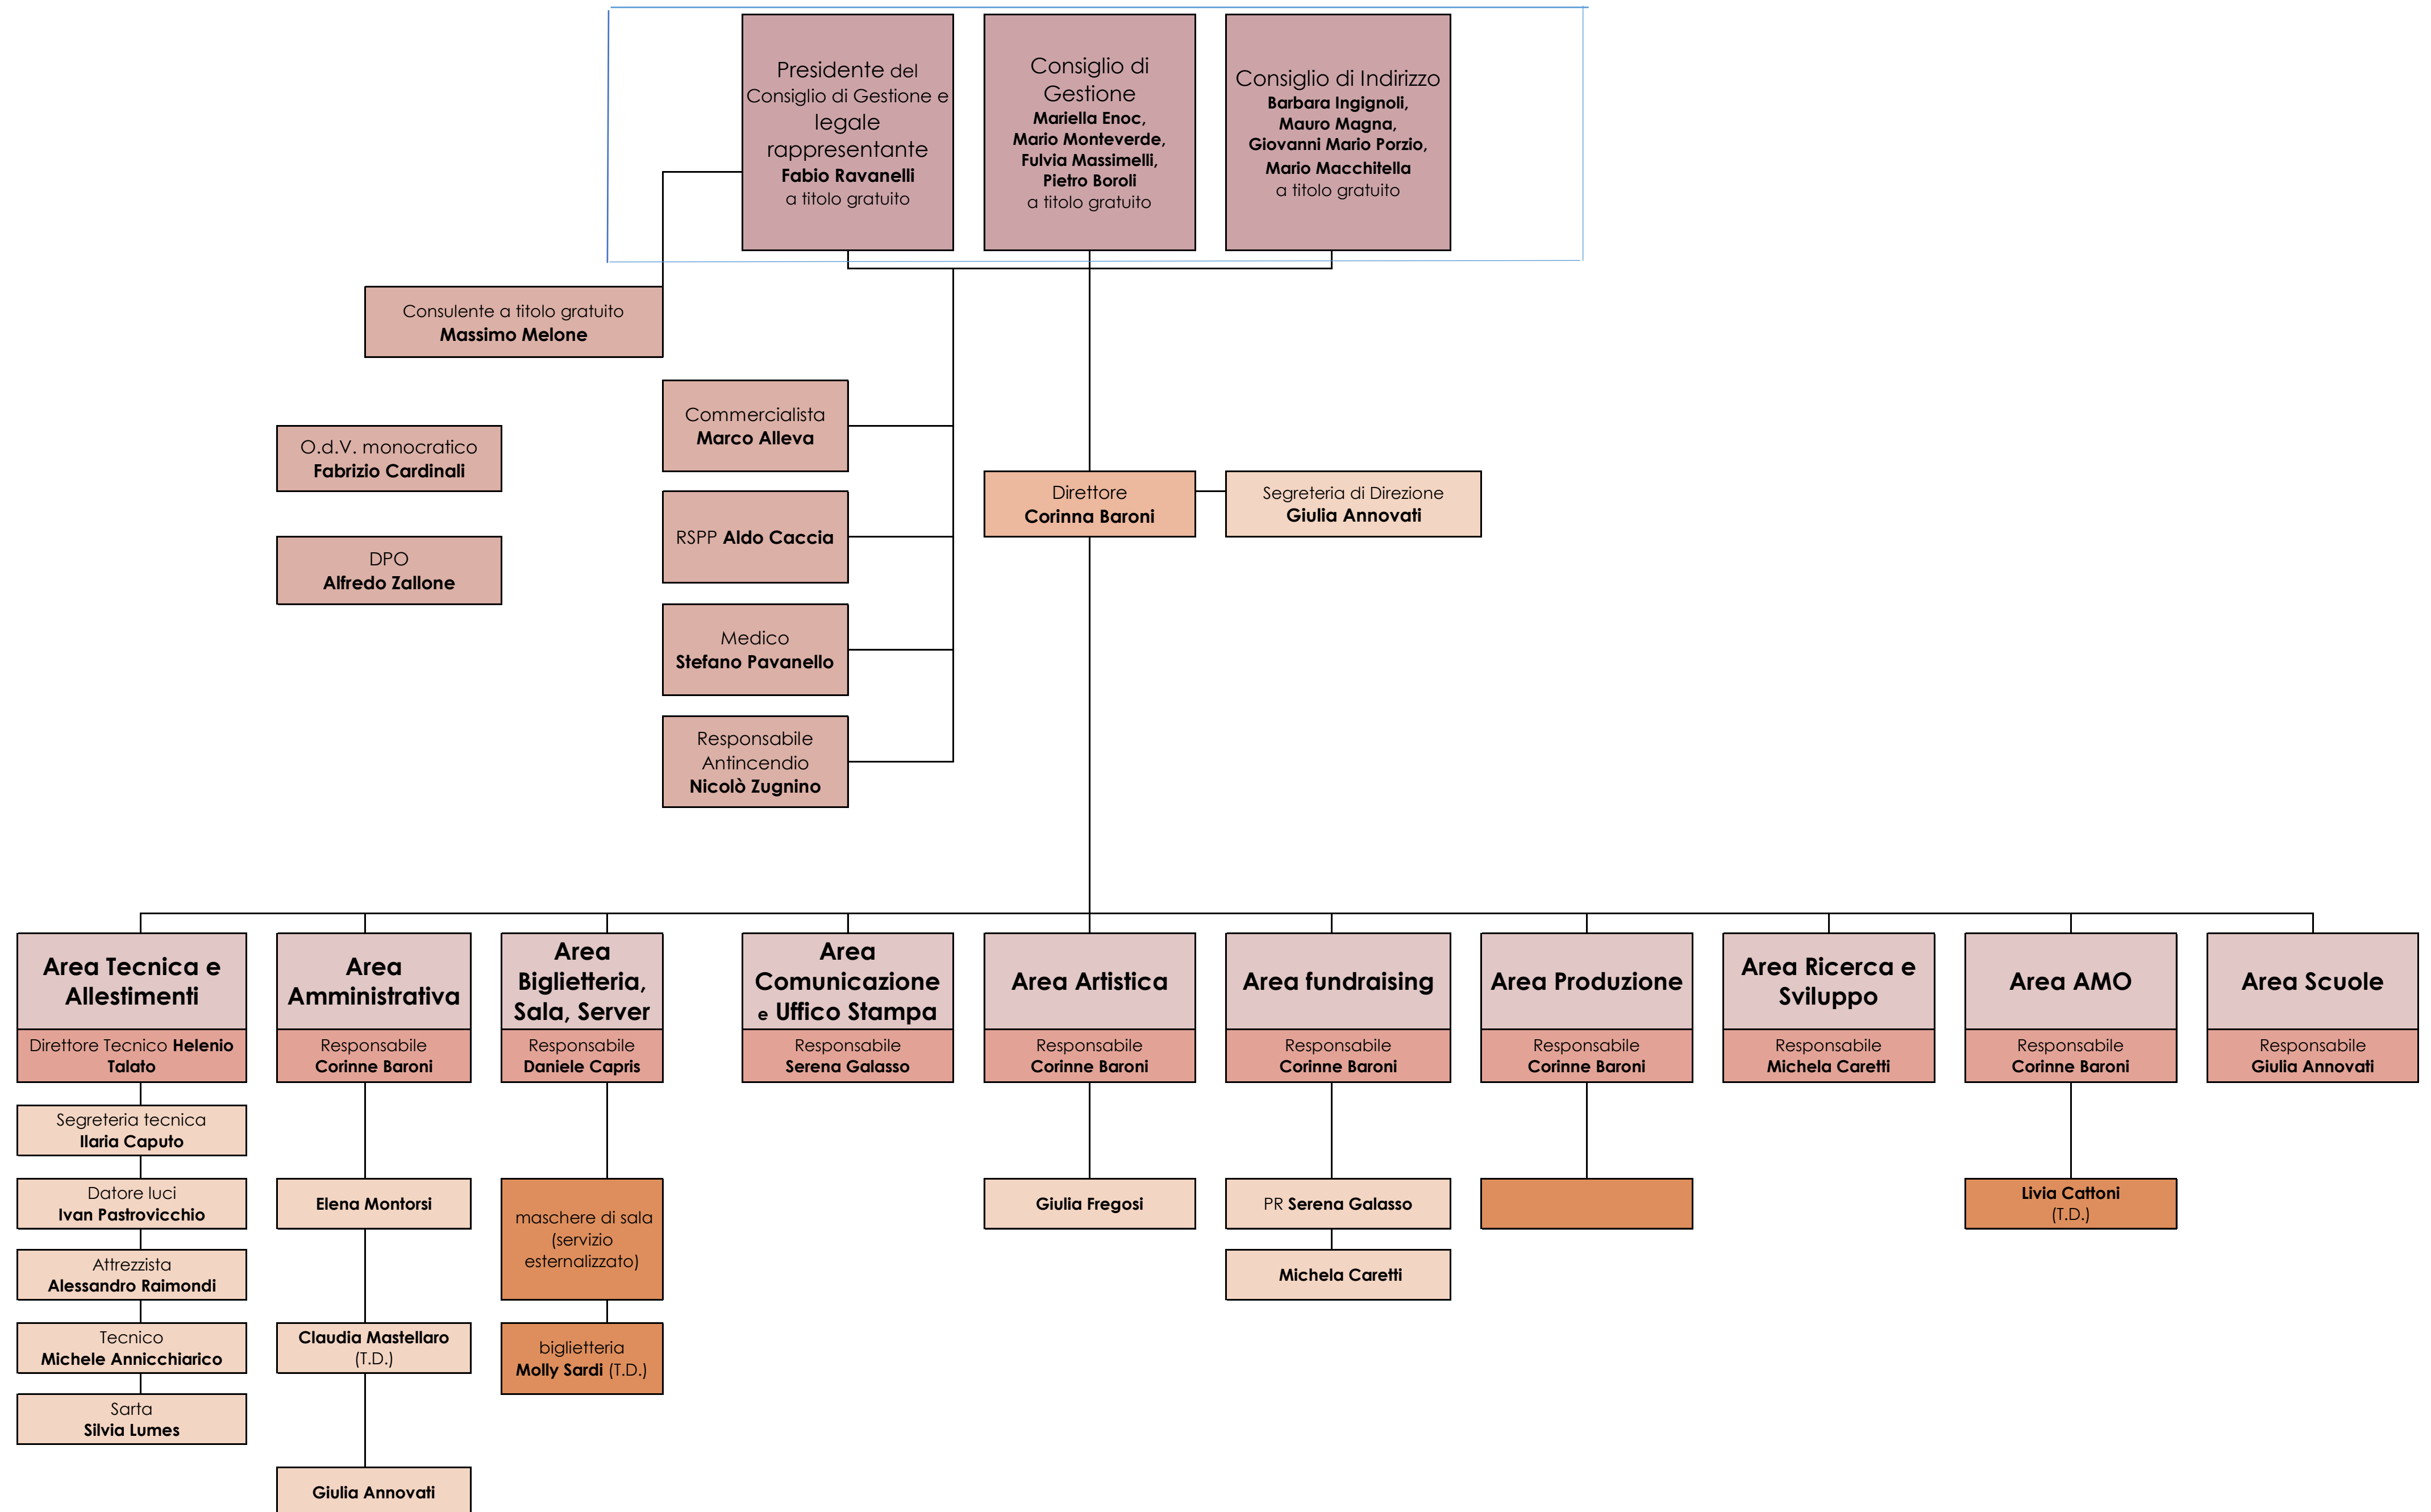 Presidente del
Consiglio di Gestione e
legale
rappresentante
Fabio Ravanelli
a titolo gratuito
Consiglio di
Gestione
Mariella Enoc,
Mario Monteverde,
Fulvia Massimelli,
Pietro Boroli
a titolo gratuito
Consiglio di Indirizzo
Barbara Ingignoli,
Mauro Magna,
Giovanni Mario Porzio,
Mario Macchitella
a titolo gratuito
Consulente a titolo gratuito
Massimo Melone
Commercialista
Marco Alleva
O.d.V. monocratico
Fabrizio Cardinali
RSPP Aldo Caccia
Direttore
Corinna Baroni
Segreteria di Direzione
Giulia Annovati
DPO
Alfredo Zallone
Medico
Stefano Pavanello
Responsabile
Antincendio
Nicolò Zugnino
Area Tecnica e
Allestimenti
Direttore Tecnico Helenio
Talato
Segreteria tecnica
Ilaria Caputo
Datore luci
Ivan Pastrovicchio
Attrezzista
Alessandro Raimondi
Tecnico
Michele Annicchiarico
Sarta
Silvia Lumes
Area
Amministrativa
Responsabile
Corinne Baroni
Elena Montorsi
Claudia Mastellaro
(T.D.)
Giulia Annovati
Area
Biglietteria,
Sala, Server
Responsabile
Daniele Capris
maschere di sala
(servizio
esternalizzato)
biglietteria
Molly Sardi (T.D.)
Area
Comunicazione
e Uffico Stampa
Responsabile
Serena Galasso
Area Artistica
Responsabile
Corinne Baroni
Giulia Fregosi
Area fundraising
Responsabile
Corinne Baroni
PR Serena Galasso
Michela Caretti
Area Produzione
Responsabile
Corinne Baroni
Area Ricerca e
Sviluppo
Responsabile
Michela Caretti
Area AMO
Responsabile
Corinne Baroni
Livia Cattoni
(T.D.)
Area Scuole
Responsabile
Giulia Annovati